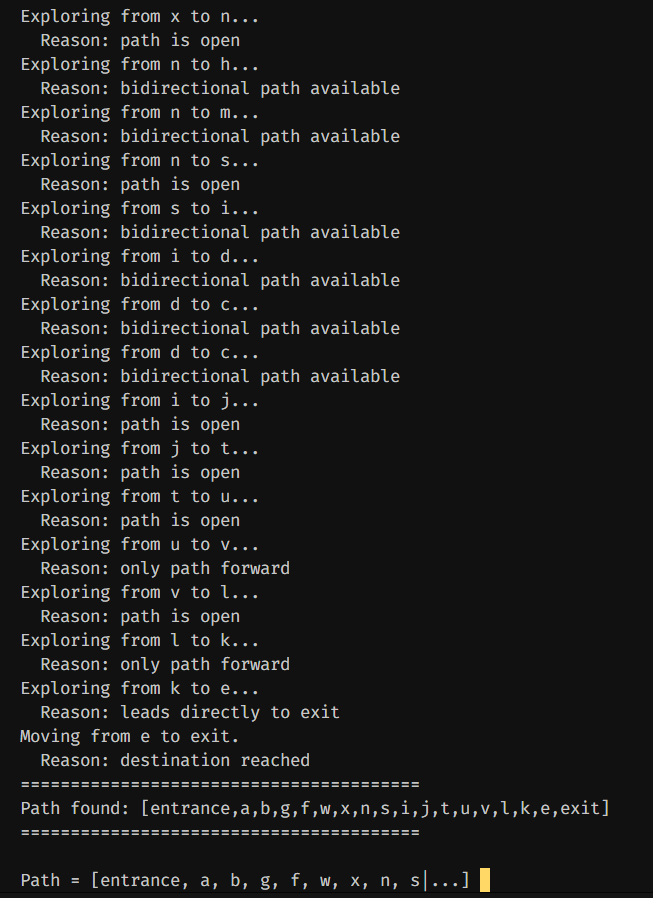 Exploring from x to n...
  Reason: path is open
Exploring from n to h...
  Reason: bidirectional path available
Exploring from n to m...
  Reason: bidirectional path available
Exploring from n to s...
  Reason: path is open
Exploring from s to i...
  Reason: bidirectional path available
Exploring from i to d...
  Reason: bidirectional path available
Exploring from d to c...
  Reason: bidirectional path available
Exploring from d to c...
  Reason: bidirectional path available
Exploring from i to j...
  Reason: path is open
Exploring from j to t...
  Reason: path is open
Exploring from t to u...
  Reason: path is open
Exploring from u to v...
  Reason: only path forward
Exploring from v to l...
  Reason: path is open
Exploring from l to k...
  Reason: only path forward
Exploring from k to e...
  Reason: leads directly to exit
Moving from e to exit.
  Reason: destination reached
========================================
Path found: [entrance,a,b,g,f,w,x,n,s,i,j,t,u,v,l,k,e,exit]
========================================

Path = [entrance, a, b, g, f, w, x, n, s|...]